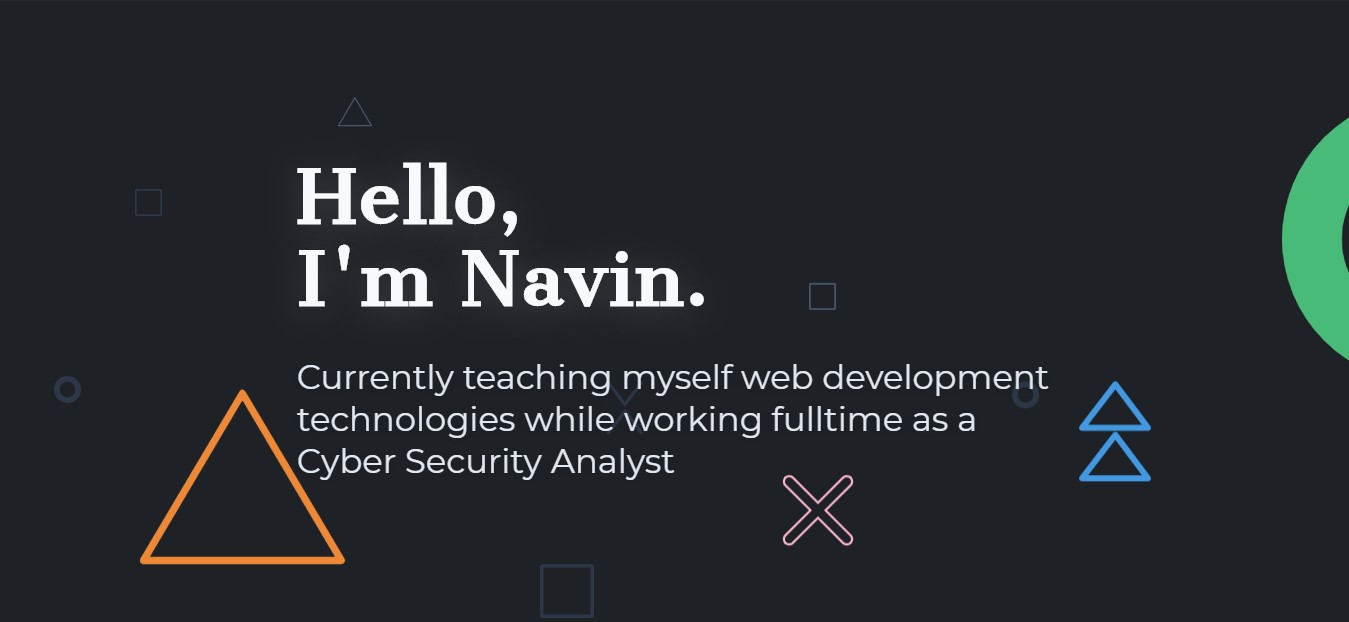 Hello,
I'm Navin.
Currently teaching myself web development
technologies while working fulltime as a
Cyber Security Analyst